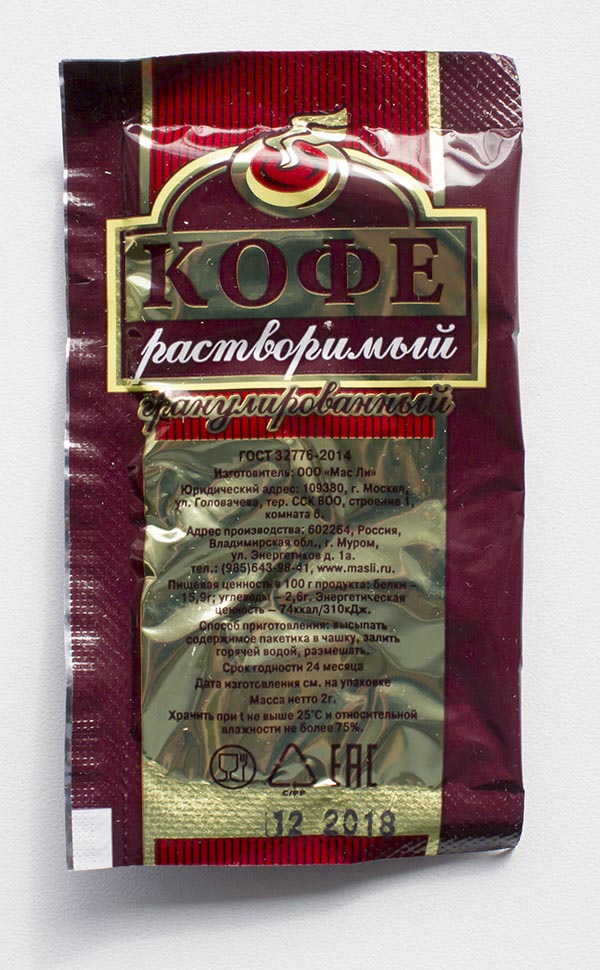 КОФЕ
растворимый
гранулированный
ГОСТ 32776-2014
Изготовитель: ООО «Мас Ли»
Юридический адрес: 109380, г. Москва,
ул. Головачева, тер. ССК ВОО, строение 1,
комната 6.
Адрес производства: 602264, Россия,
Владимирская обл., г. Муром,
ул. Энергетиков д. 1а.
тел.: (985)643-98-41, www.masli.ru.
Пищевая ценность в 100 г продукта: белки –
15,9г; углеводы – 2,6г. Энергетическая
ценность – 74ккал/310кДж.
Способ приготовления: высыпать
содержимое пакетика в чашку, залить
горячей водой, размешать.
Срок годности 24 месяца
Дата изготовления см. на упаковке
Масса нетто 2г.
Хранить при t не выше 25°С и относительной
влажности не более 75%.
EAC
C/PP
12 2018